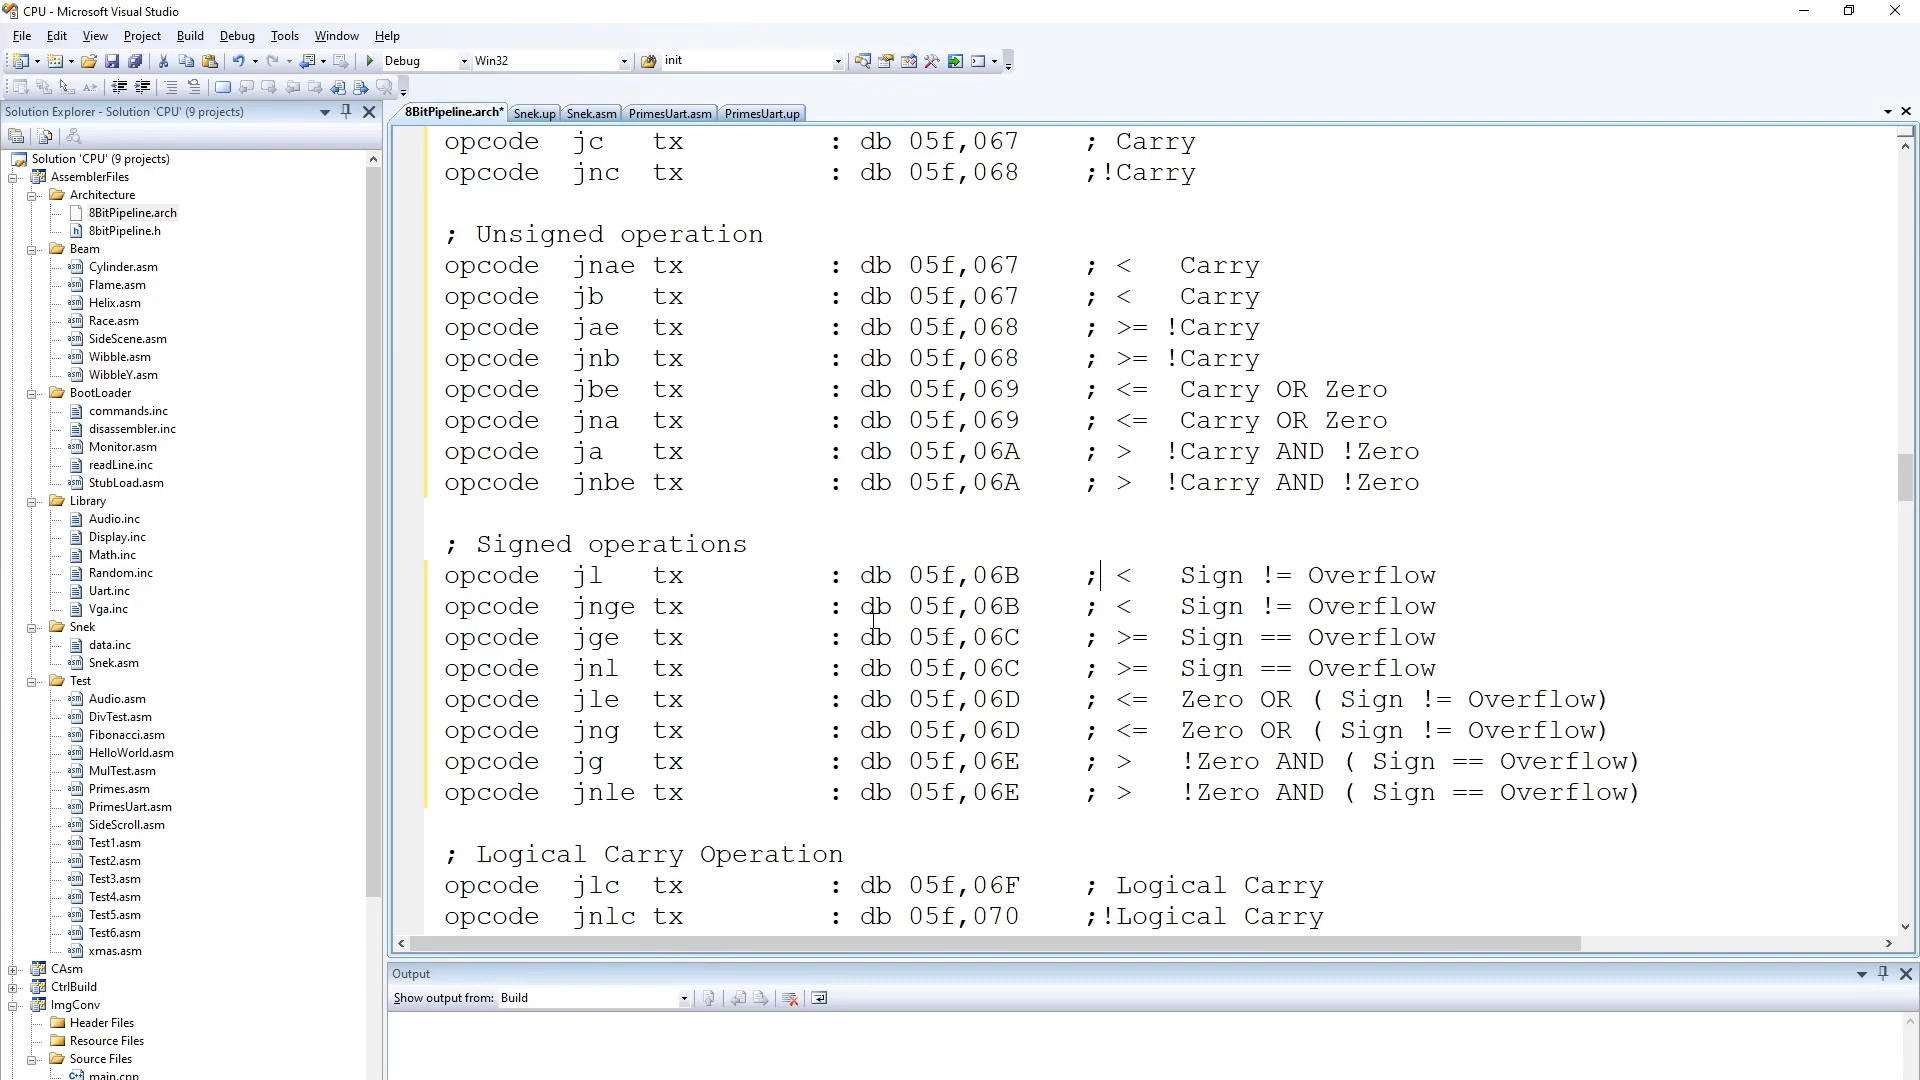 CPU - Microsoft Visual Studio
File Edit View Project Build Debug Tools Window Help
Debug Win32 init
Solution Explorer - Solution 'CPU' (9 projects)
Solution 'CPU' (9 projects)
AssemblerFiles
Architecture
8BitPipeline.arch
8bitPipeline.h
Beam
Cylinder.asm
Flame.asm
Helix.asm
Race.asm
SideScene.asm
Wibble.asm
WibbleY.asm
BootLoader
commands.inc
disassembler.inc
Monitor.asm
readLine.inc
StubLoad.asm
Library
Audio.inc
Display.inc
Math.inc
Random.inc
Uart.inc
Vga.inc
Snek
data.inc
Snek.asm
Test
Audio.asm
DivTest.asm
Fibonacci.asm
HelloWorld.asm
MulTest.asm
Primes.asm
PrimesUart.asm
SideScroll.asm
Test1.asm
Test2.asm
Test3.asm
Test4.asm
Test5.asm
Test6.asm
xmas.asm
CAsm
CtrlBuild
ImgConv
Header Files
Resource Files
Source Files
main.cpp
8BitPipeline.arch* Snek.up Snek.asm PrimesUart.asm PrimesUart.up
opcode jc tx : db 05f,067 ; Carry
opcode jnc tx : db 05f,068 ;!Carry
; Unsigned operation
opcode jnae tx : db 05f,067 ; < Carry
opcode jb tx : db 05f,067 ; < Carry
opcode jae tx : db 05f,068 ; >= !Carry
opcode jnb tx : db 05f,068 ; >= !Carry
opcode jbe tx : db 05f,069 ; <= Carry OR Zero
opcode jna tx : db 05f,069 ; <= Carry OR Zero
opcode ja tx : db 05f,06A ; > !Carry AND !Zero
opcode jnbe tx : db 05f,06A ; > !Carry AND !Zero
; Signed operations
opcode jl tx : db 05f,06B ; < Sign != Overflow
opcode jnge tx : db 05f,06B ; < Sign != Overflow
opcode jge tx : db 05f,06C ; >= Sign == Overflow
opcode jnl tx : db 05f,06C ; >= Sign == Overflow
opcode jle tx : db 05f,06D ; <= Zero OR ( Sign != Overflow)
opcode jng tx : db 05f,06D ; <= Zero OR ( Sign != Overflow)
opcode jg tx : db 05f,06E ; > !Zero AND ( Sign == Overflow)
opcode jnle tx : db 05f,06E ; > !Zero AND ( Sign == Overflow)
; Logical Carry Operation
opcode jlc tx : db 05f,06F ; Logical Carry
opcode jnlc tx : db 05f,070 ;!Logical Carry
Output
Show output from: Build